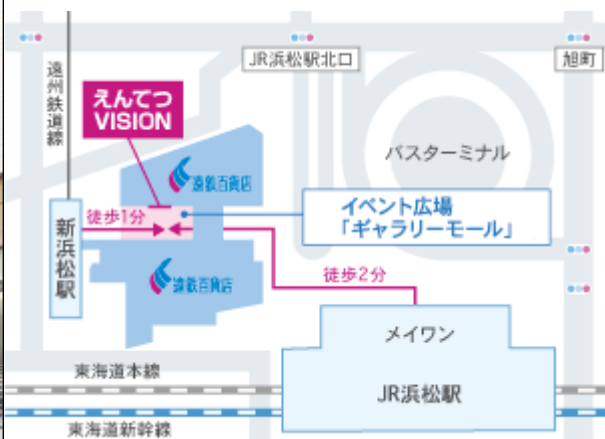 JR浜松駅北口
旭町
遠州鉄道線
えんてつ
VISION
バスターミナル
遠鉄百貨店
イベント広場
「ギャラリーモール」
徒歩1分
新浜松駅
遠鉄百貨店
徒歩2分
メイワン
JR浜松駅
東海道本線
東海道新幹線